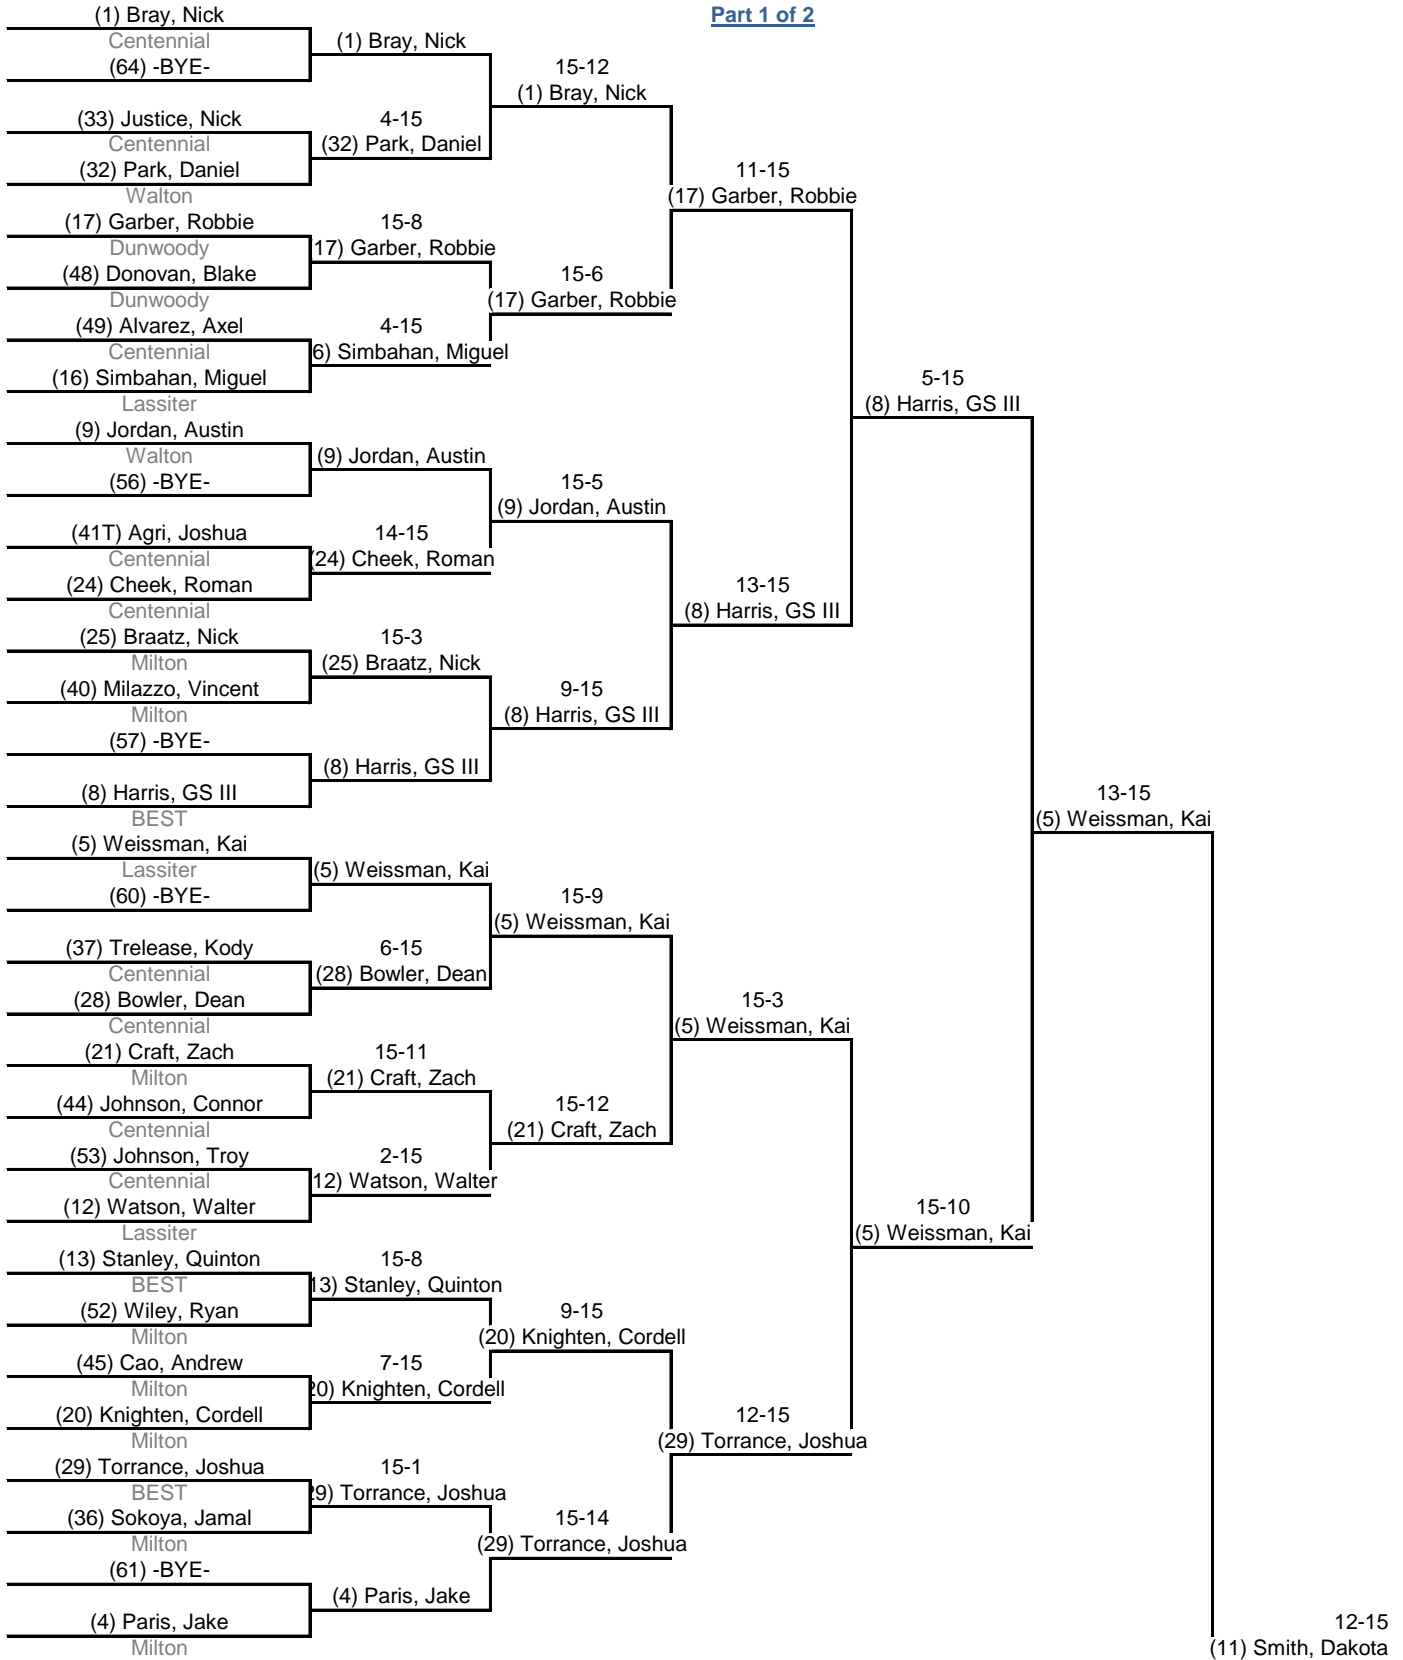 Part 1 of 2
(1) Bray, Nick
Centennial
(64) -BYE-
(33) Justice, Nick
Centennial
(32) Park, Daniel
Walton
(17) Garber, Robbie
Dunwoody
(48) Donovan, Blake
Dunwoody
(49) Alvarez, Axel
Centennial
(16) Simbahan, Miguel
Lassiter
(9) Jordan, Austin
Walton
(56) -BYE-
(41T) Agri, Joshua
Centennial
(24) Cheek, Roman
Centennial
(25) Braatz, Nick
Milton
(40) Milazzo, Vincent
Milton
(57) -BYE-
(8) Harris, GS III
BEST
(5) Weissman, Kai
Lassiter
(60) -BYE-
(37) Trelease, Kody
Centennial
(28) Bowler, Dean
Centennial
(21) Craft, Zach
Milton
(44) Johnson, Connor
Centennial
(53) Johnson, Troy
Centennial
(12) Watson, Walter
Lassiter
(13) Stanley, Quinton
BEST
(52) Wiley, Ryan
Milton
(45) Cao, Andrew
Milton
(20) Knighten, Cordell
Milton
(29) Torrance, Joshua
BEST
(36) Sokoya, Jamal
Milton
(61) -BYE-
(4) Paris, Jake
Milton
(1) Bray, Nick
4-15
(32) Park, Daniel
15-8
17) Garber, Robbie
4-15
6) Simbahan, Miguel
(9) Jordan, Austin
14-15
(24) Cheek, Roman
15-3
(25) Braatz, Nick
(8) Harris, GS III
(5) Weissman, Kai
6-15
(28) Bowler, Dean
15-11
(21) Craft, Zach
2-15
12) Watson, Walter
15-8
13) Stanley, Quinton
7-15
20) Knighten, Cordell
15-1
29) Torrance, Joshua
(4) Paris, Jake
15-12
(1) Bray, Nick
15-6
(17) Garber, Robbie
15-5
(9) Jordan, Austin
9-15
(8) Harris, GS III
15-9
(5) Weissman, Kai
15-12
(21) Craft, Zach
9-15
(20) Knighten, Cordell
15-14
(29) Torrance, Joshua
11-15
(17) Garber, Robbie
13-15
(8) Harris, GS III
15-3
(5) Weissman, Kai
12-15
(29) Torrance, Joshua
5-15
(8) Harris, GS III
15-10
(5) Weissman, Kai
13-15
(5) Weissman, Kai
12-15
(11) Smith, Dakota